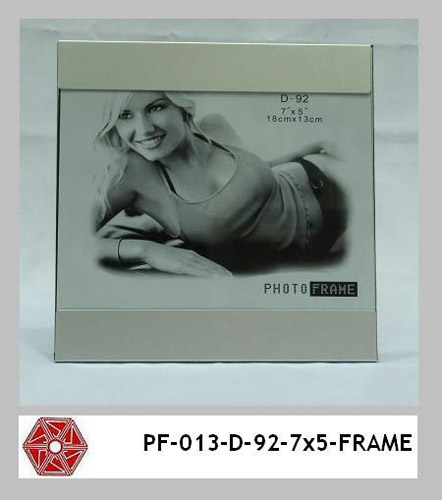 D-92
7"x5"
18cmx13cm
PHOTO FRAME
PF-013-D-92-7x5-FRAME